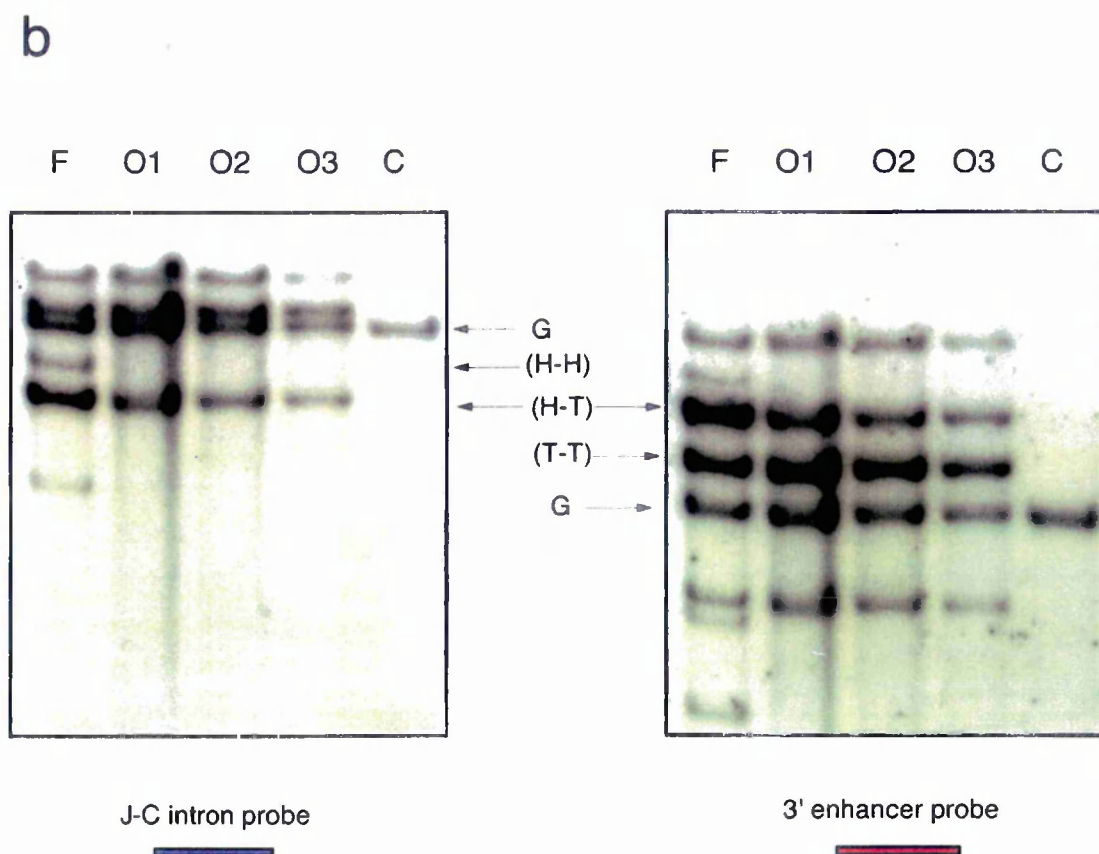 b
F O1 O2 O3 C
F O1 O2 O3 C
G
(H-H)
(H-T)
(T-T)
G
J-C intron probe
3' enhancer probe